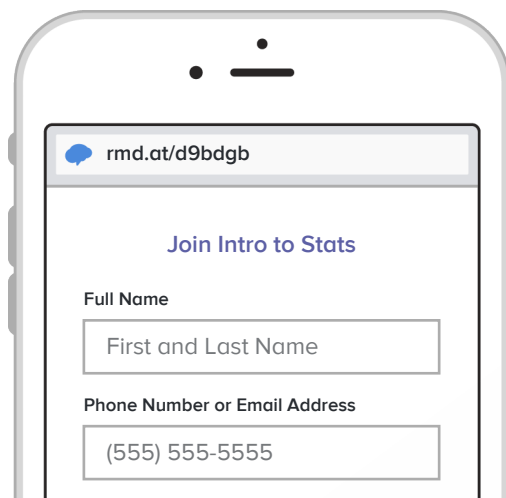 rmd.at/d9bdgb
Join Intro to Stats
Full Name
First and Last Name
Phone Number or Email Address
(555) 555-5555